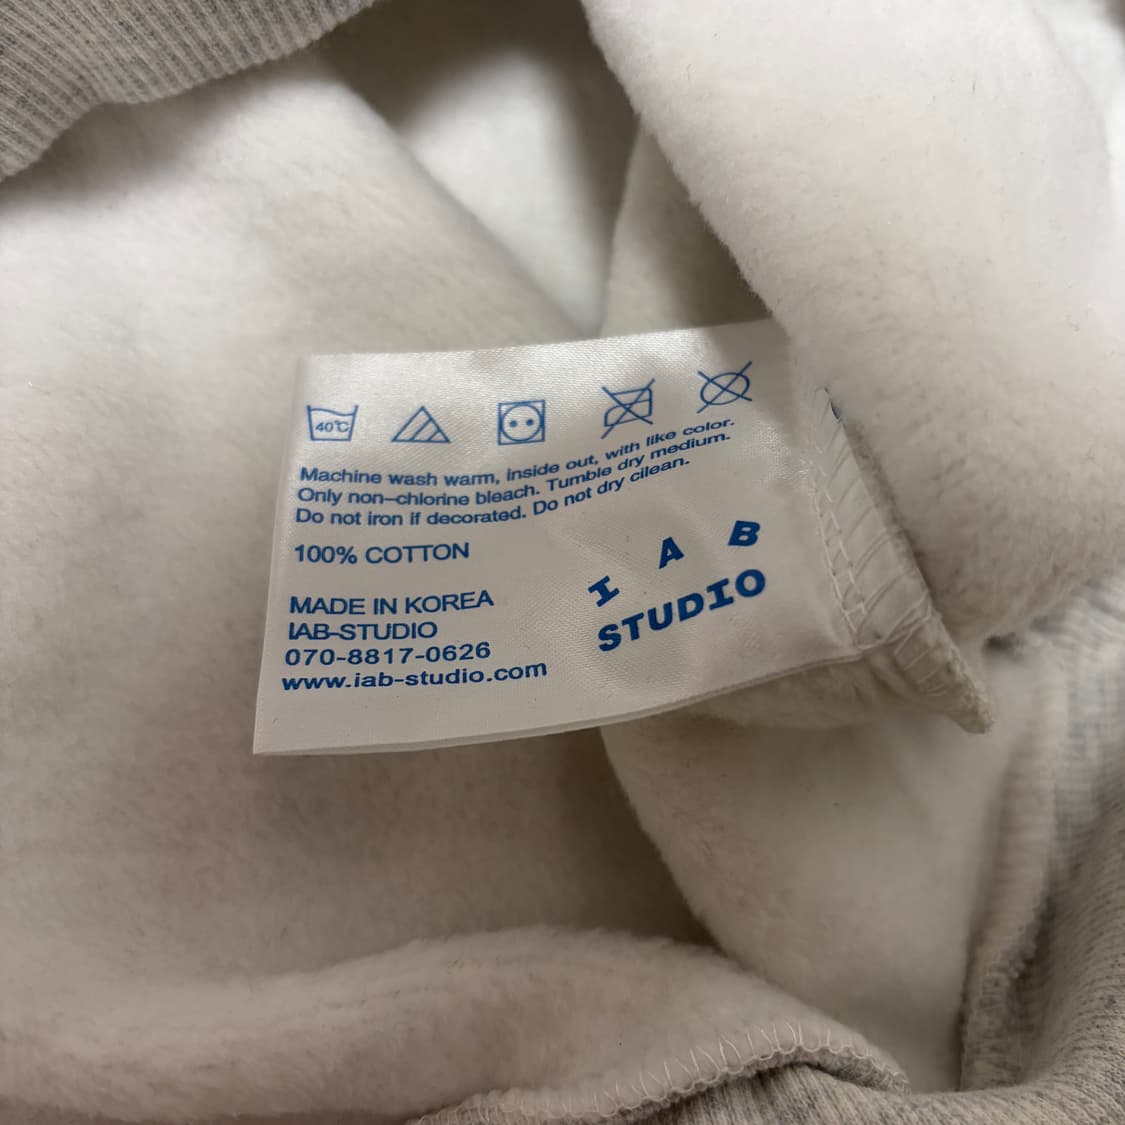 40℃
Machine wash warm, inside out, with like color.
Only non-chlorine bleach. Tumble dry medium.
Do not iron if decorated. Do not dry cilean.
100% COTTON
MADE IN KOREA
IAB-STUDIO
070-8817-0626
www.iab-studio.com
I A B
STUDIO